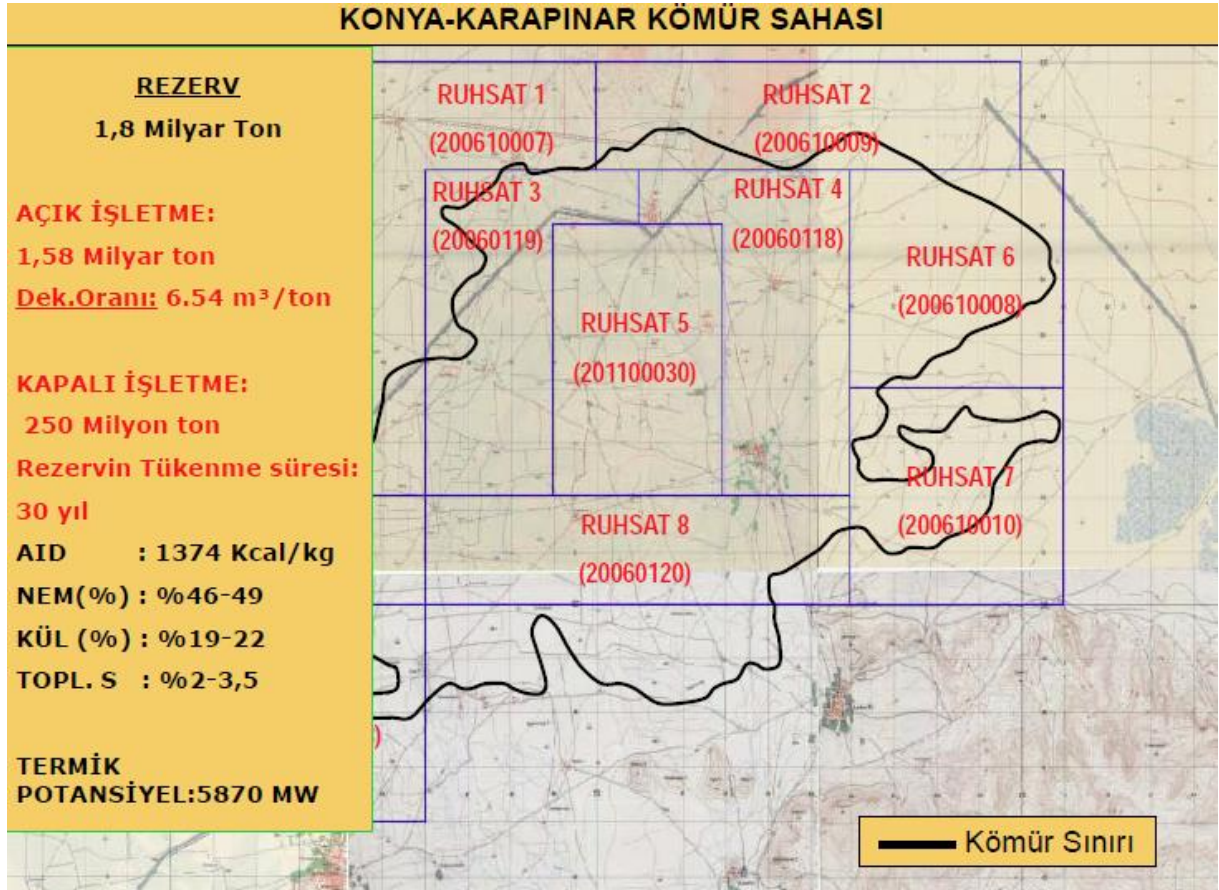 KONYA-KARAPINAR KÖMÜR SAHASI
REZERV
1,8 Milyar Ton
AÇIK İŞLETME:
1,58 Milyar ton
Dek.Oranı: 6.54 m³/ton
KAPALI İŞLETME:
250 Milyon ton
Rezervin Tükenme süresi:
30 yıl
AID : 1374 Kcal/kg
NEM(%) : %46-49
KÜL (%) : %19-22
TOPL. S : %2-3,5
TERMİK
POTANSİYEL:5870 MW
RUHSAT 1
(200610007)
RUHSAT 2
(200610009)
RUHSAT 3
(20060119)
RUHSAT 4
(20060118)
RUHSAT 5
(201100030)
RUHSAT 6
(200610008)
RUHSAT 7
(200610010)
RUHSAT 8
(20060120)
)
Kömür Sınırı